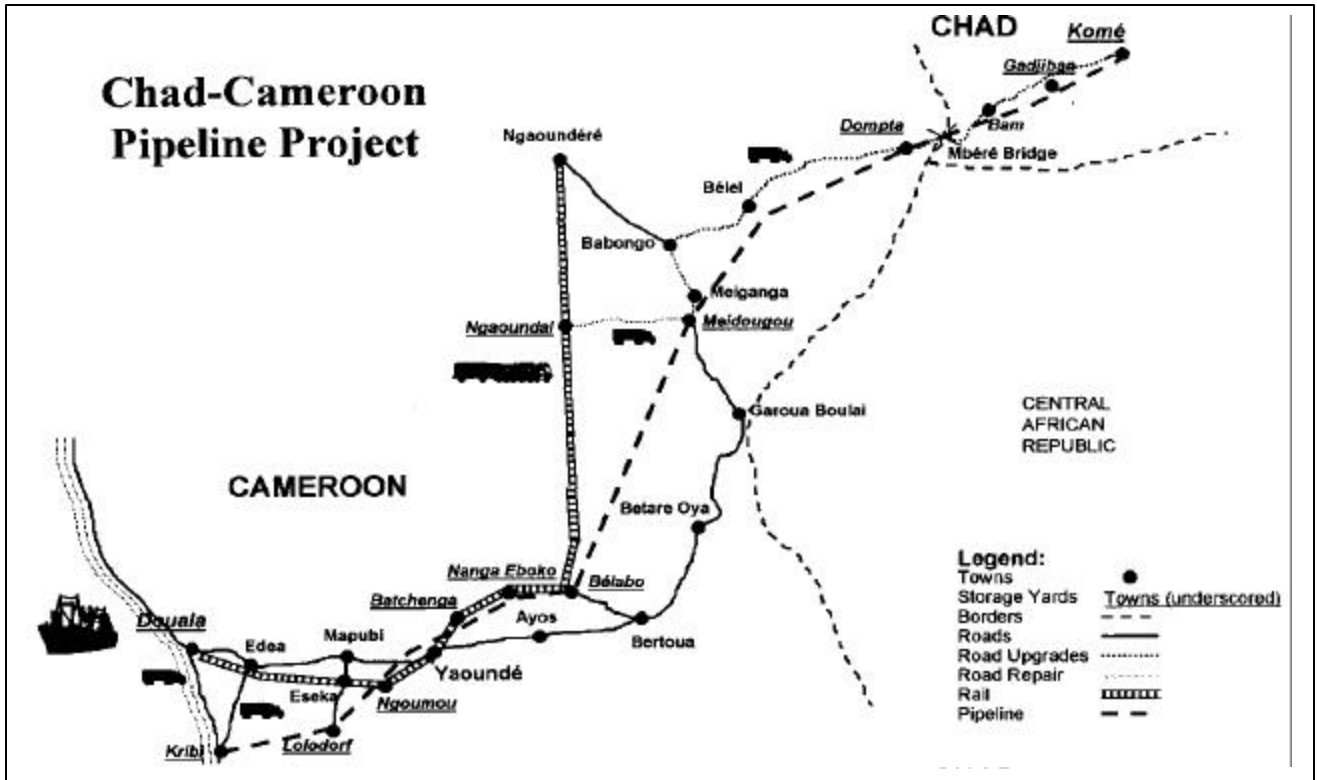 CHAD
Komé
Gadjiban
Chad-Cameroon
Pipeline Project
Ngaoundéré
Dompta
Bam
Mbéré Bridge
Bélel
Babongo
Meiganga
Ngaoundal
Meidougou
Garoua Boulai
CENTRAL
AFRICAN
REPUBLIC
CAMEROON
Betare Oya
Nanga Eboko
Bélabo
Batchenga
Ayos
Bertoua
Douala
Edea
Mapubi
Yaoundé
Eseka
Ngoumou
Kribi
Lolodorf
Legend:
Towns
Storage Yards Towns (underscored)
Borders
Roads
Road Upgrades
Road Repair
Rail
Pipeline